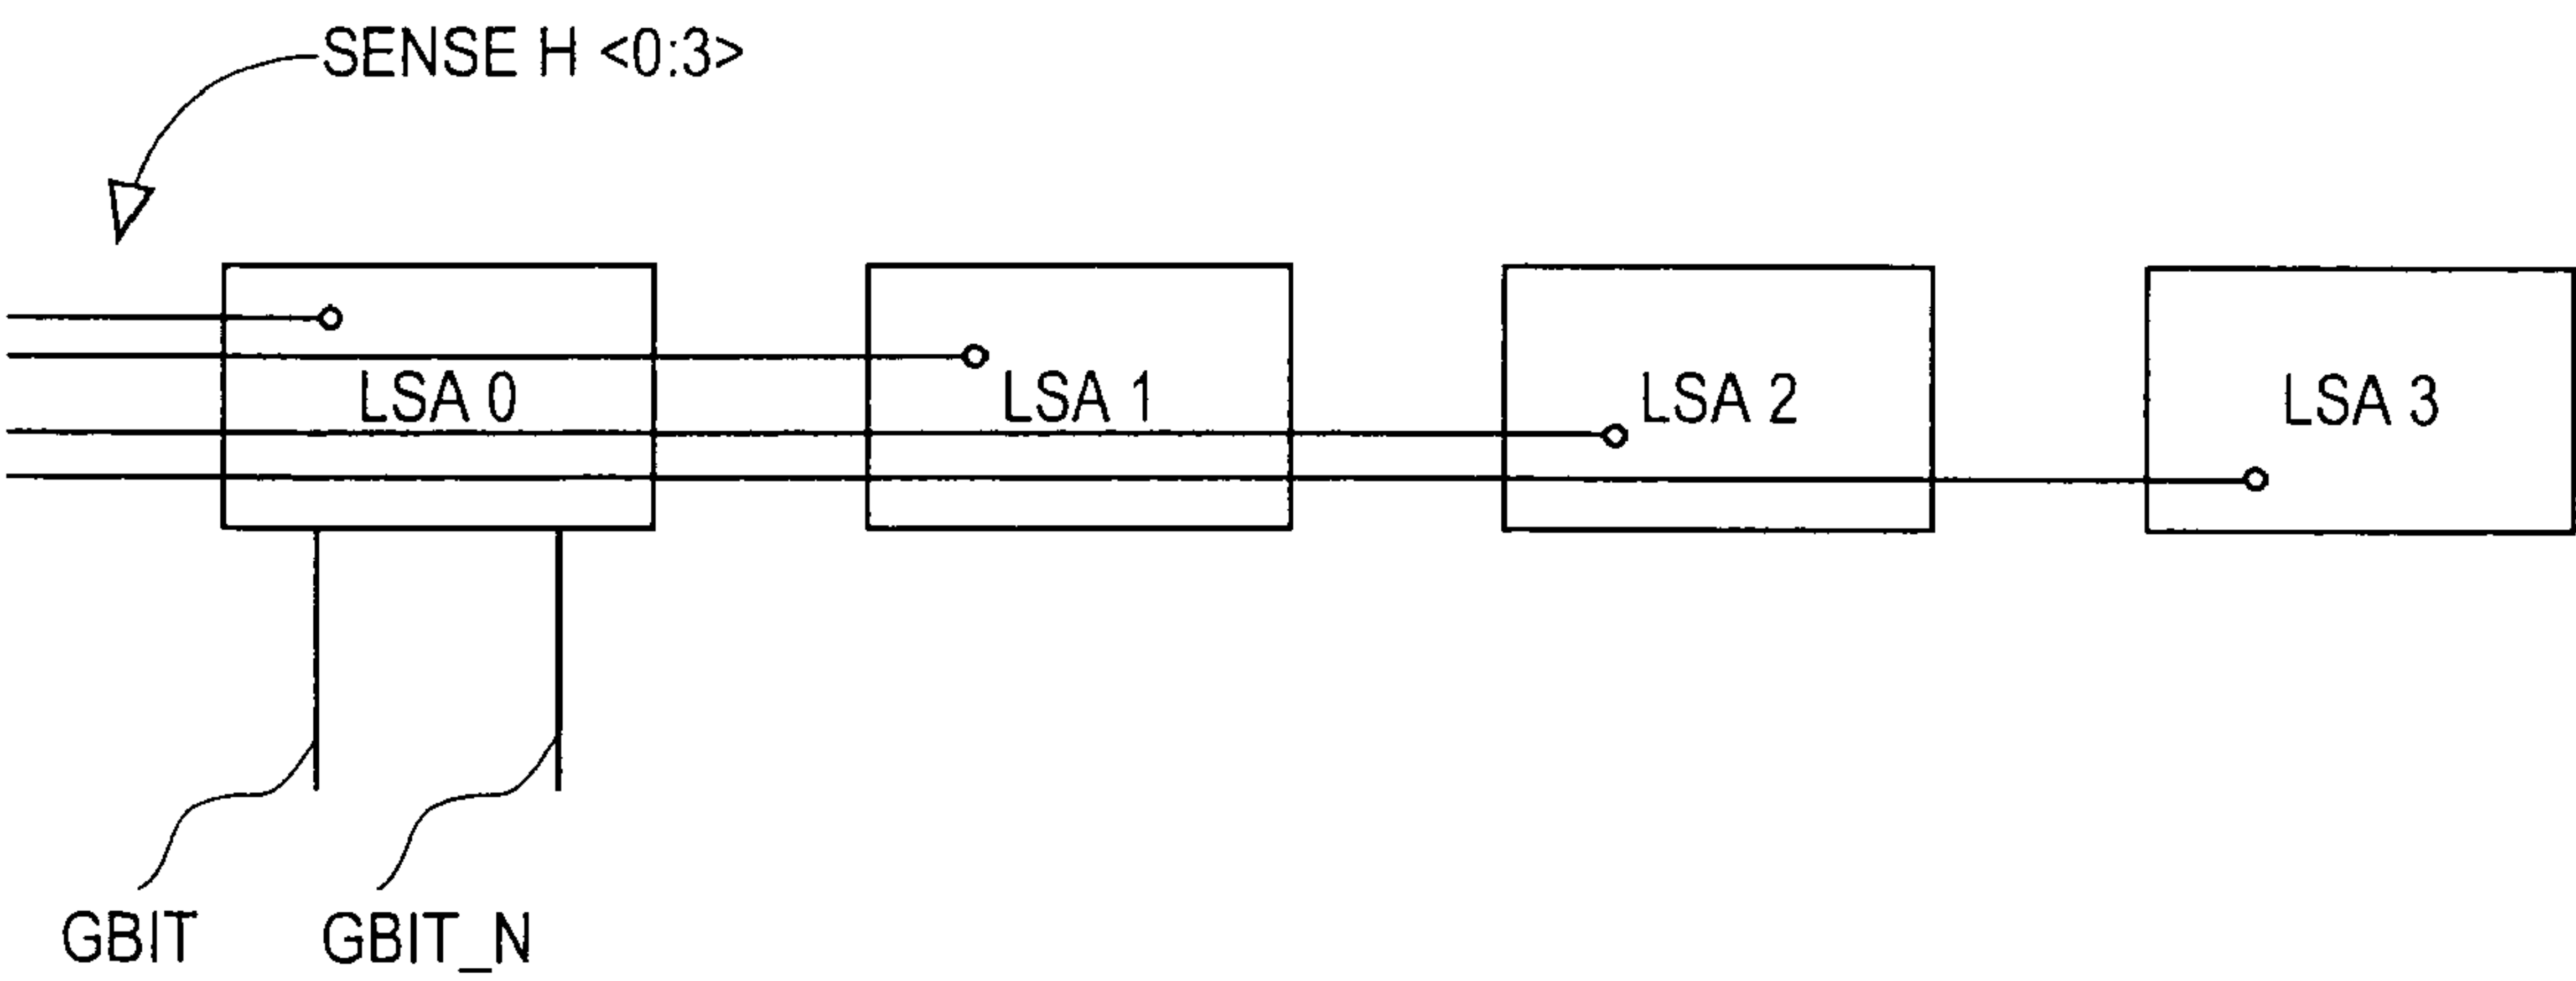 SENSE H <0:3>
LSA 0
LSA 1
LSA 2
LSA 3
GBIT
GBIT_N